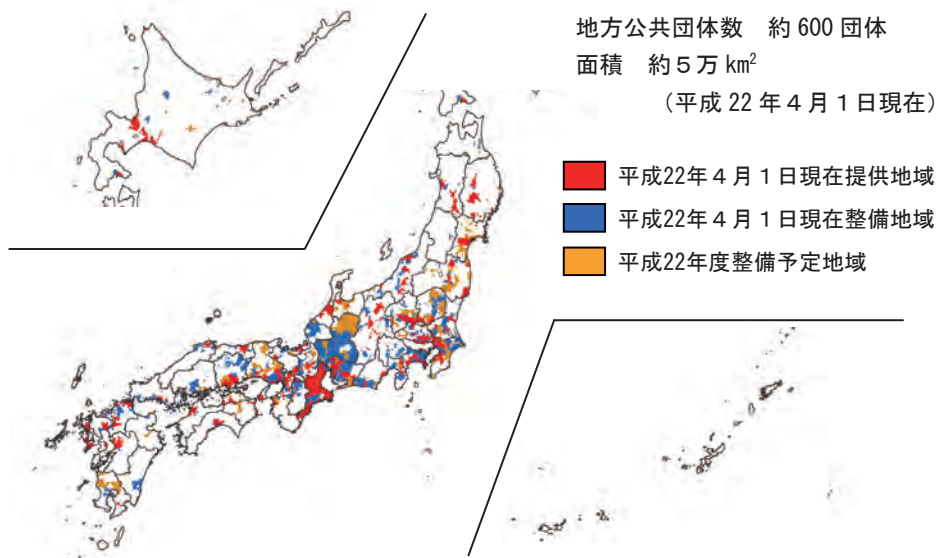 地方公共団体数　約 600 団体
面積　約５万 km²
（平成 22 年４月１日現在）
平成22年４月１日現在提供地域
平成22年４月１日現在整備地域
平成22年度整備予定地域